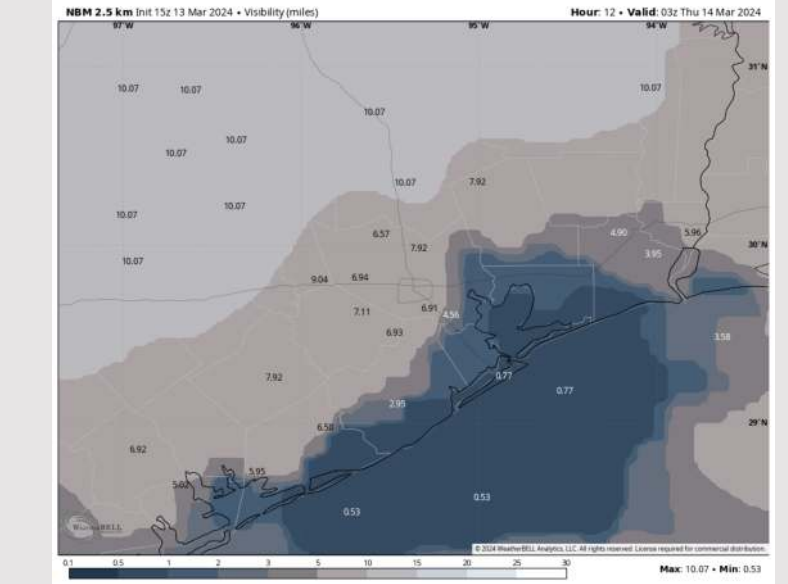 NBM 2.5 km Init 15z 13 Mar 2024 • Visibility (miles)
Hour: 12 • Valid: 03z Thu 14 Mar 2024
97°W 96°W 95°W 94°W
31°N
10.07 10.07 10.07
10.07
10.07
10.07
10.07 7.92
10.07 10.07
6.57 4.90 5.96
7.92 3.95 30°N
10.07
9.04 6.94
7.11 6.91 4.56
6.93 3.58
7.92 0.77
0.77
2.95
6.50 29°N
6.92
5.95
5.02
0.53
0.53
WeatherBELL
© 2024 WeatherBELL Analytics, LLC. All rights reserved. License required for commercial distribution.
0.1 0.5 1 2 3 5 10 15 20 25 30
Max: 10.07 • Min: 0.53